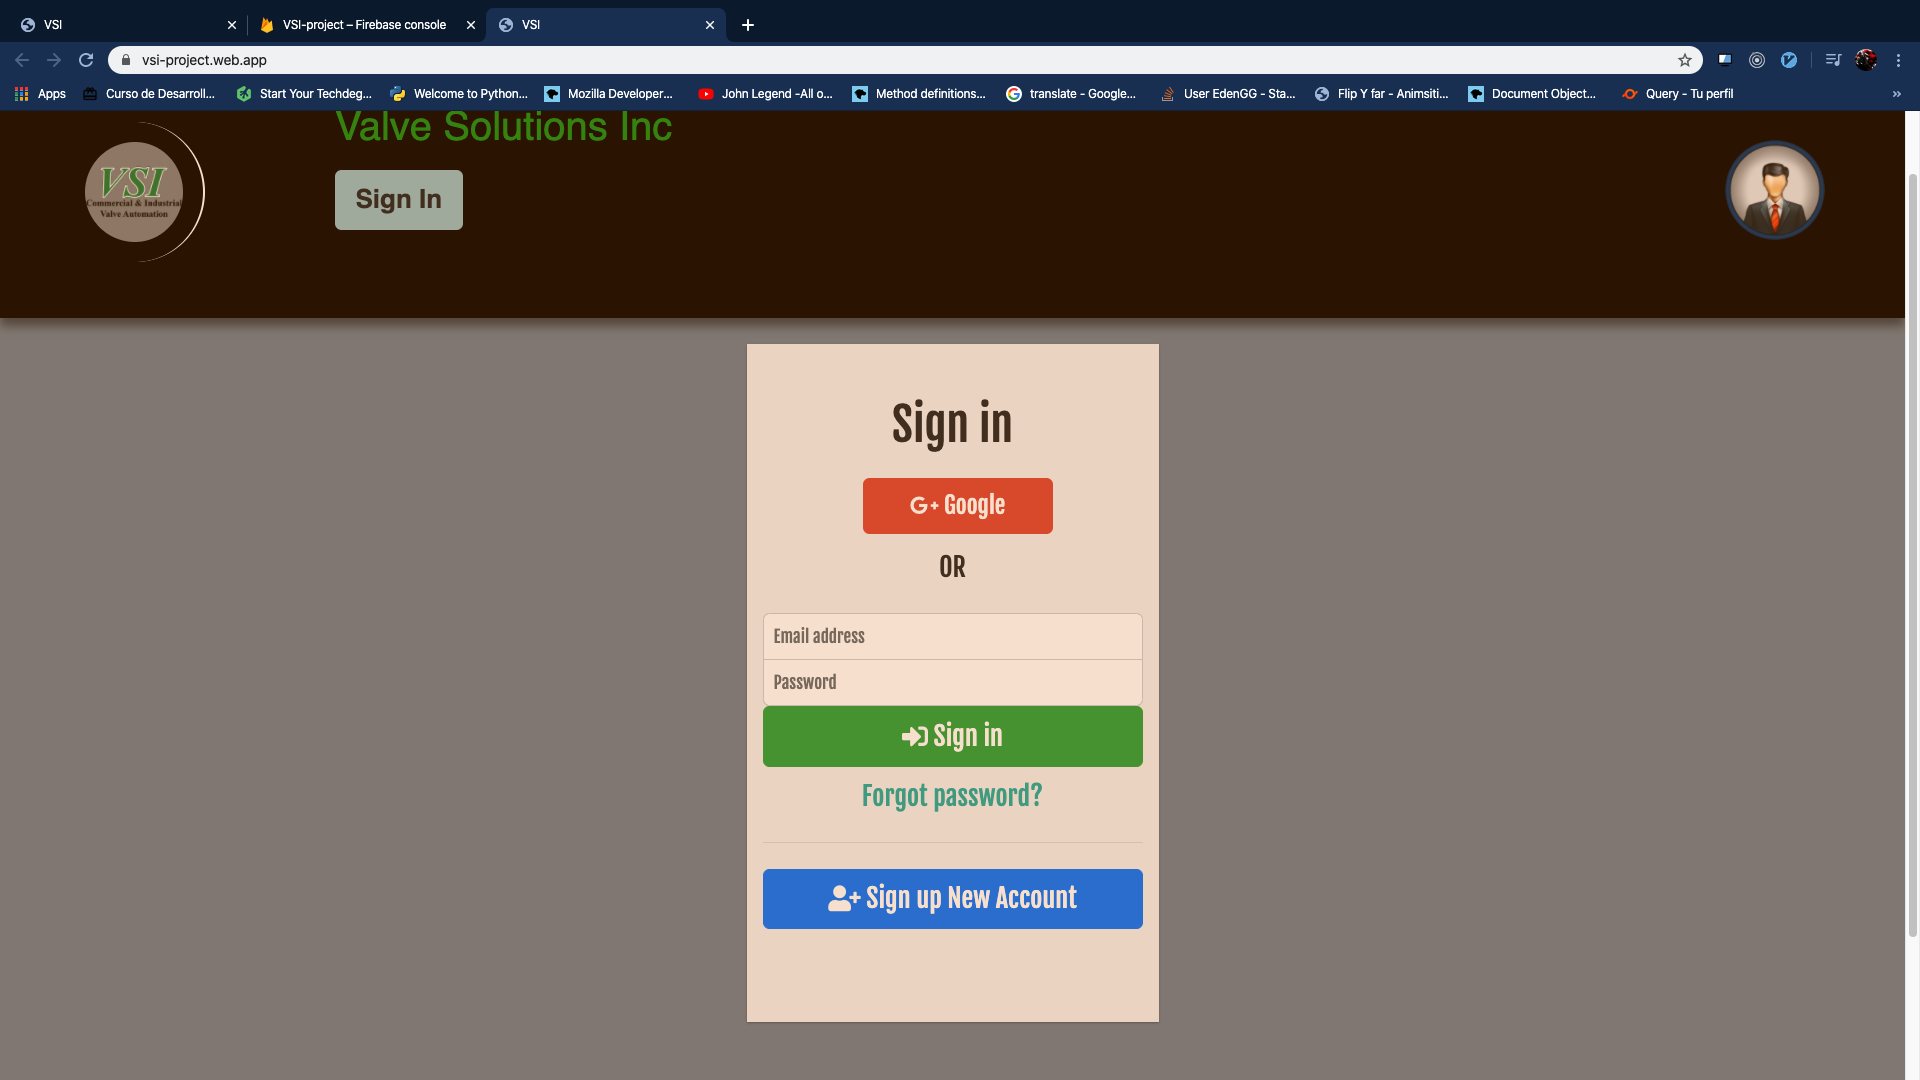 VSI
VSI-project – Firebase console
VSI
vsi-project.web.app
Apps
Curso de Desarroll...
Start Your Techdeg...
Welcome to Python...
Mozilla Developer...
John Legend -All o...
Method definitions...
translate - Google...
User EdenGG - Sta...
Flip Y far - Animsiti...
Document Object...
Query - Tu perfil
»
Valve Solutions Inc
VSI
Commercial & Industrial
Valve Automation
Sign In
Sign in
G+ Google
OR
Email address
Password
Sign in
Forgot password?
Sign up New Account